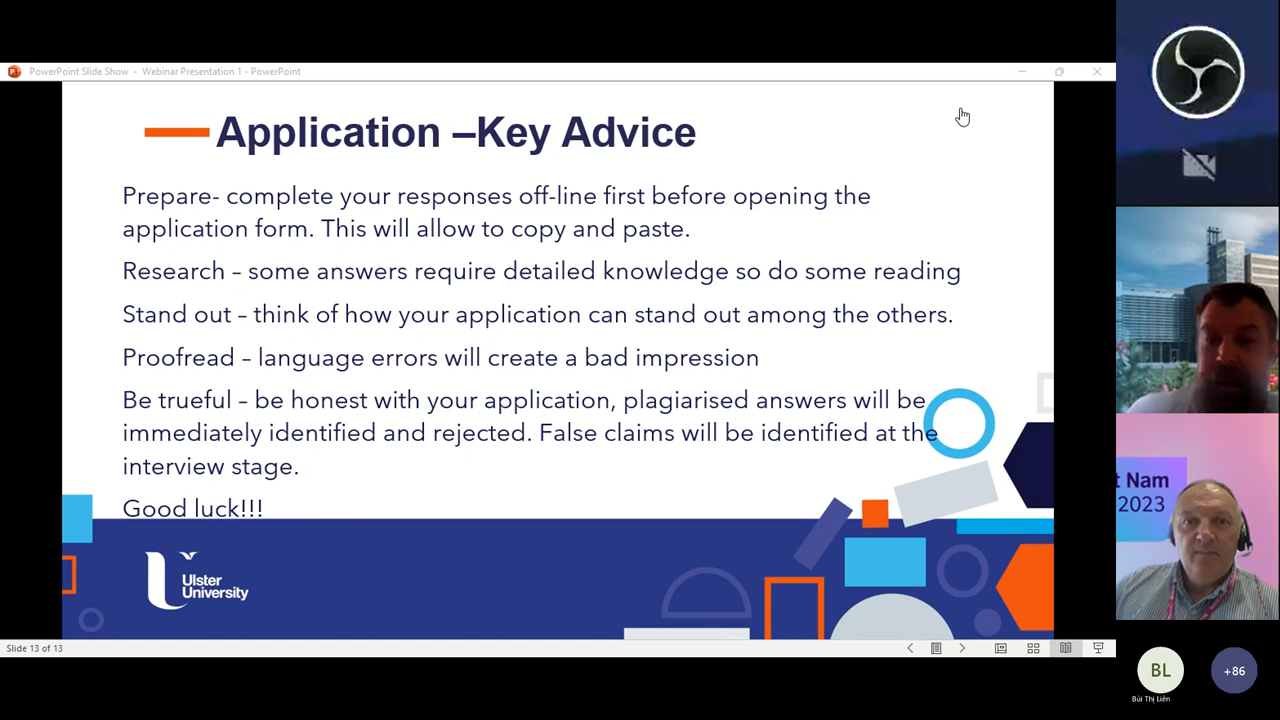 PowerPoint Slide Show - Webinar Presentation 1 - PowerPoint
Application –Key Advice
Prepare- complete your responses off-line first before opening the
application form. This will allow to copy and paste.
Research – some answers require detailed knowledge so do some reading
Stand out – think of how your application can stand out among the others.
Proofread – language errors will create a bad impression
Be trueful – be honest with your application, plagiarised answers will be
immediately identified and rejected. False claims will be identified at the
interview stage.
Good luck!!!
Ulster
University
Slide 13 of 13
t Nam
2023
BL
+86
Bùi Thị Liên